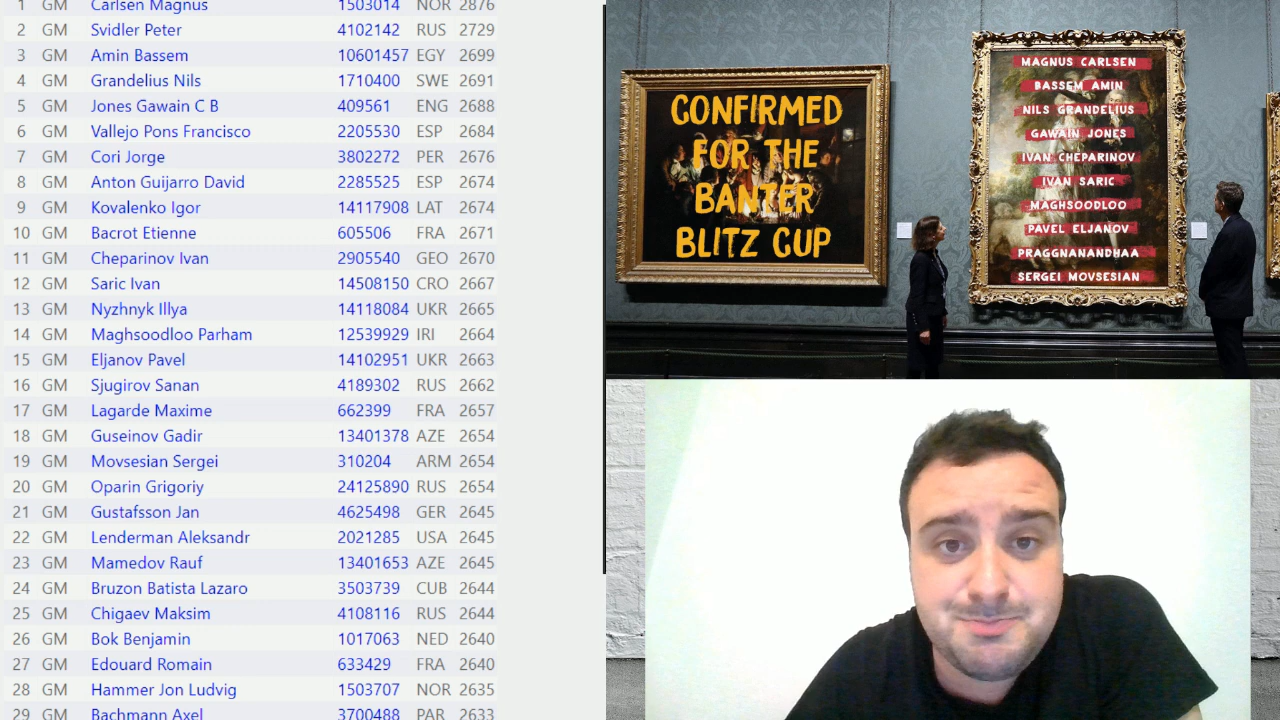 1 GM Carlsen Magnus 1503014 NOR 2876
2 GM Svidler Peter 4102142 RUS 2729
3 GM Amin Bassem 10601457 EGY 2699
4 GM Grandelius Nils 1710400 SWE 2691
5 GM Jones Gawain C B 409561 ENG 2688
6 GM Vallejo Pons Francisco 2205530 ESP 2684
7 GM Cori Jorge 3802272 PER 2676
8 GM Anton Guijarro David 2285525 ESP 2674
9 GM Kovalenko Igor 14117908 LAT 2674
10 GM Bacrot Etienne 605506 FRA 2671
11 GM Cheparinov Ivan 2905540 GEO 2670
12 GM Saric Ivan 14508150 CRO 2667
13 GM Nyzhnyk Illya 14118084 UKR 2665
14 GM Maghsoodloo Parham 12539929 IRI 2664
15 GM Eljanov Pavel 14102951 UKR 2663
16 GM Sjugirov Sanan 4189302 RUS 2662
17 GM Lagarde Maxime 662399 FRA 2657
18 GM Guseinov Gadir 13401378 AZE 2654
19 GM Movsesian Sergei 310204 ARM 2654
20 GM Oparin Grigoriy 24125890 RUS 2654
21 GM Gustafsson Jan 4625498 GER 2645
22 GM Lenderman Aleksandr 2021285 USA 2645
23 GM Mamedov Rauf 13401653 AZE 2645
24 GM Bruzon Batista Lazaro 3503739 CUB 2644
25 GM Chigaev Maksim 4108116 RUS 2644
26 GM Bok Benjamin 1017063 NED 2640
27 GM Edouard Romain 633429 FRA 2640
28 GM Hammer Jon Ludvig 1503707 NOR 2635
29 GM Bachmann Axel 3700488 PAR 2633
CONFIRMED
FOR THE
BANTER
BLITZ CUP
MAGNUS CARLSEN
BASSEM AMIN
NILS GRANDELIUS
GAWAIN JONES
IVAN CHEPARINOV
IVAN SARIC
MAGHSOODLOO
PAVEL ELJANOV
PRAGGNANANDHAA
SERGEI MOVSESIAN